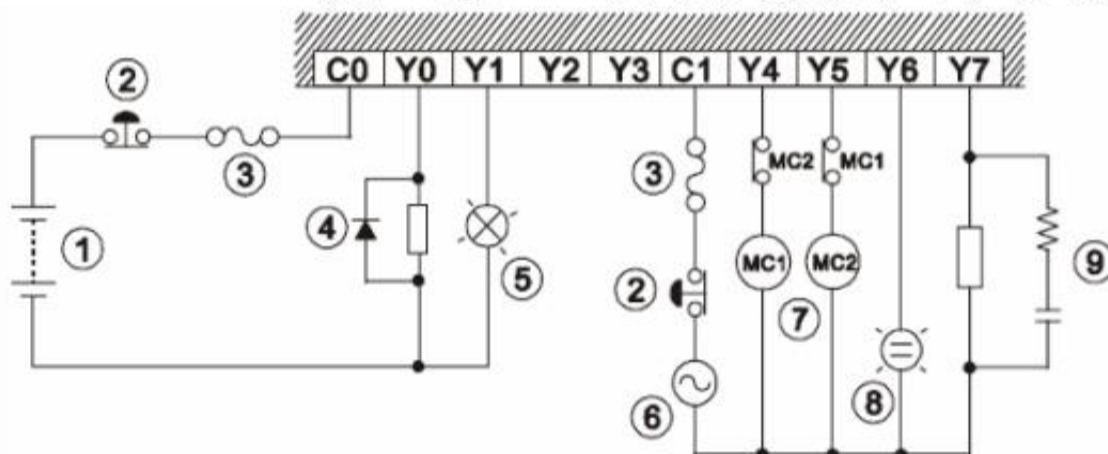 C0 Y0 Y1 Y2 Y3 C1 Y4 Y5 Y6 Y7
②
③
①
④
⑤
③
②
⑥
MC2
MC1
MC1
MC2
⑦
⑧
⑨